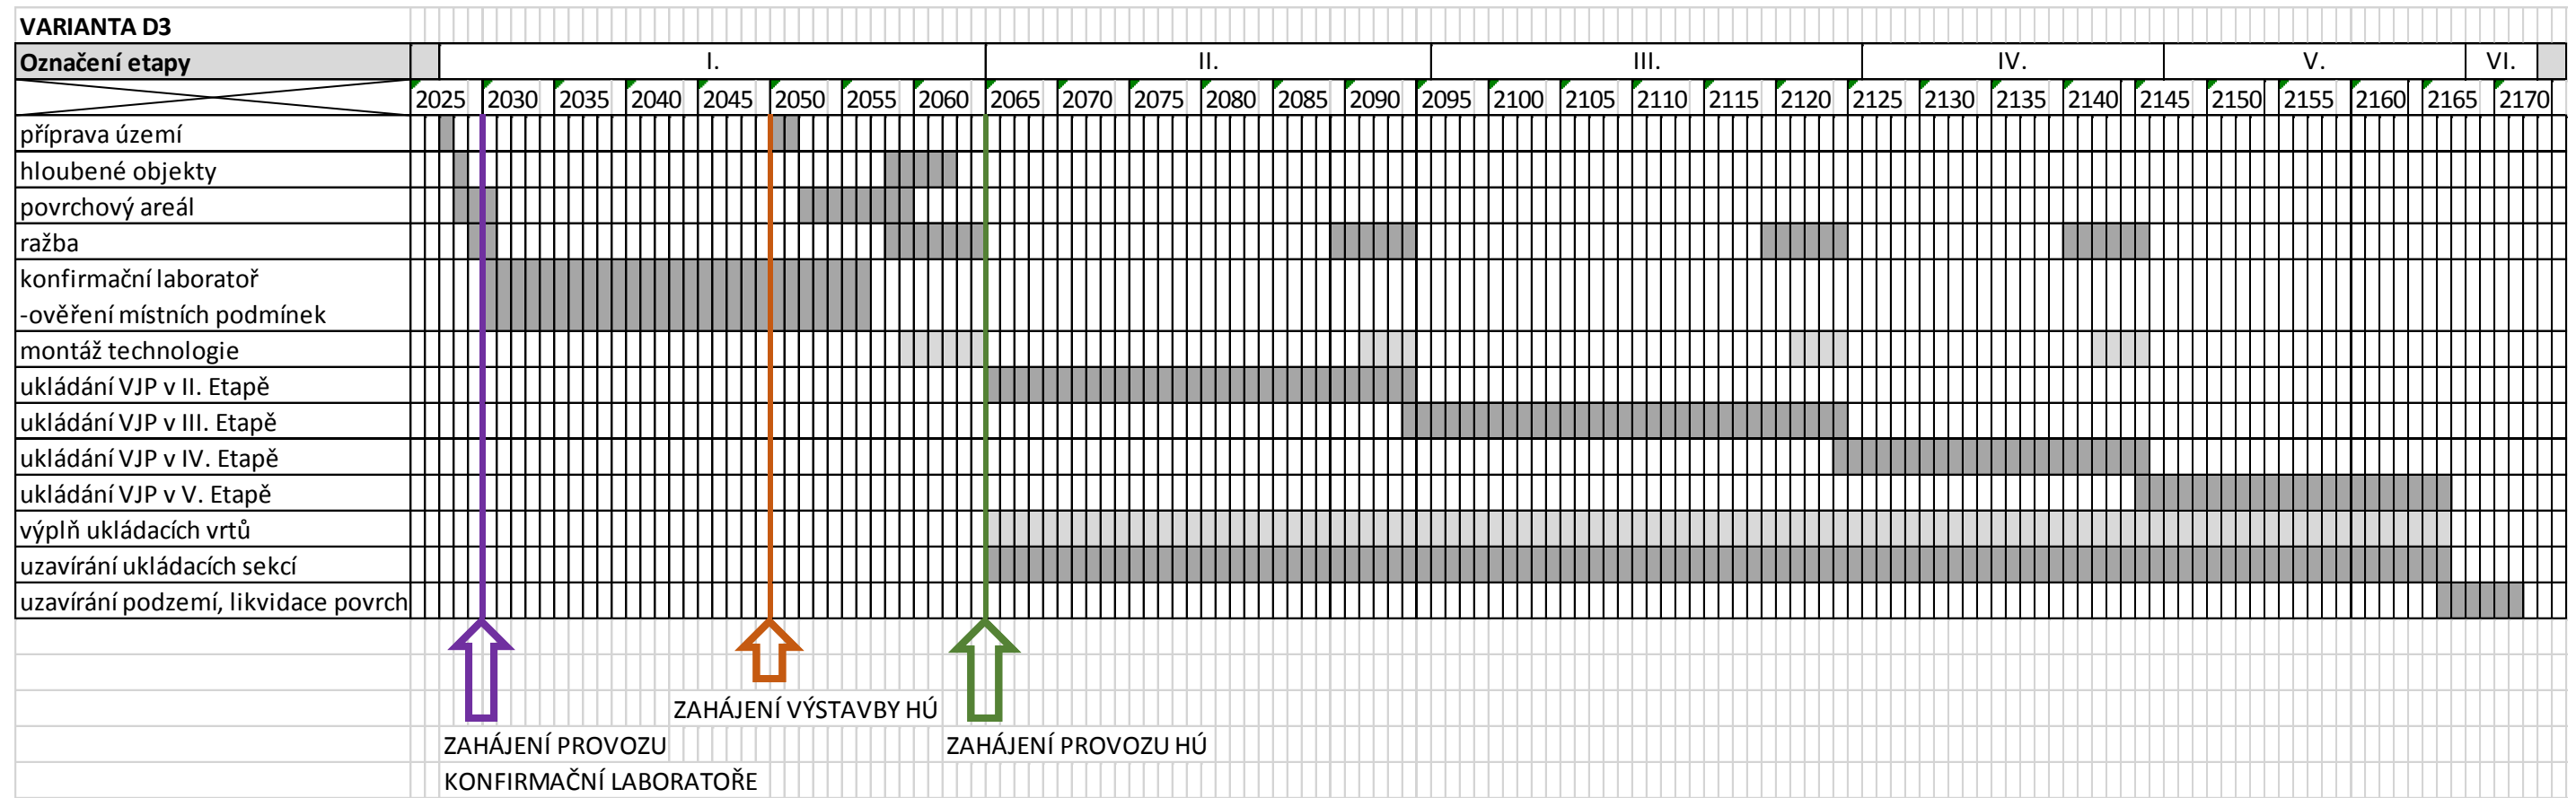 VARIANTA D3
Označení etapy I. II. III. IV. V. VI.
2025 2030 2035 2040 2045 2050 2055 2060 2065 2070 2075 2080 2085 2090 2095 2100 2105 2110 2115 2120 2125 2130 2135 2140 2145 2150 2155 2160 2165 2170
příprava území
hloubené objekty
povrchový areál
ražba
konfirmační laboratoř
-ověření místních podmínek
montáž technologie
ukládání VJP v II. Etapě
ukládání VJP v III. Etapě
ukládání VJP v IV. Etapě
ukládání VJP v V. Etapě
výplň ukládacích vrtů
uzavírání ukládacích sekcí
uzavírání podzemí, likvidace povrch
ZAHÁJENÍ VÝSTAVBY HÚ
ZAHÁJENÍ PROVOZU ZAHÁJENÍ PROVOZU HÚ
KONFIRMAČNÍ LABORATOŘE